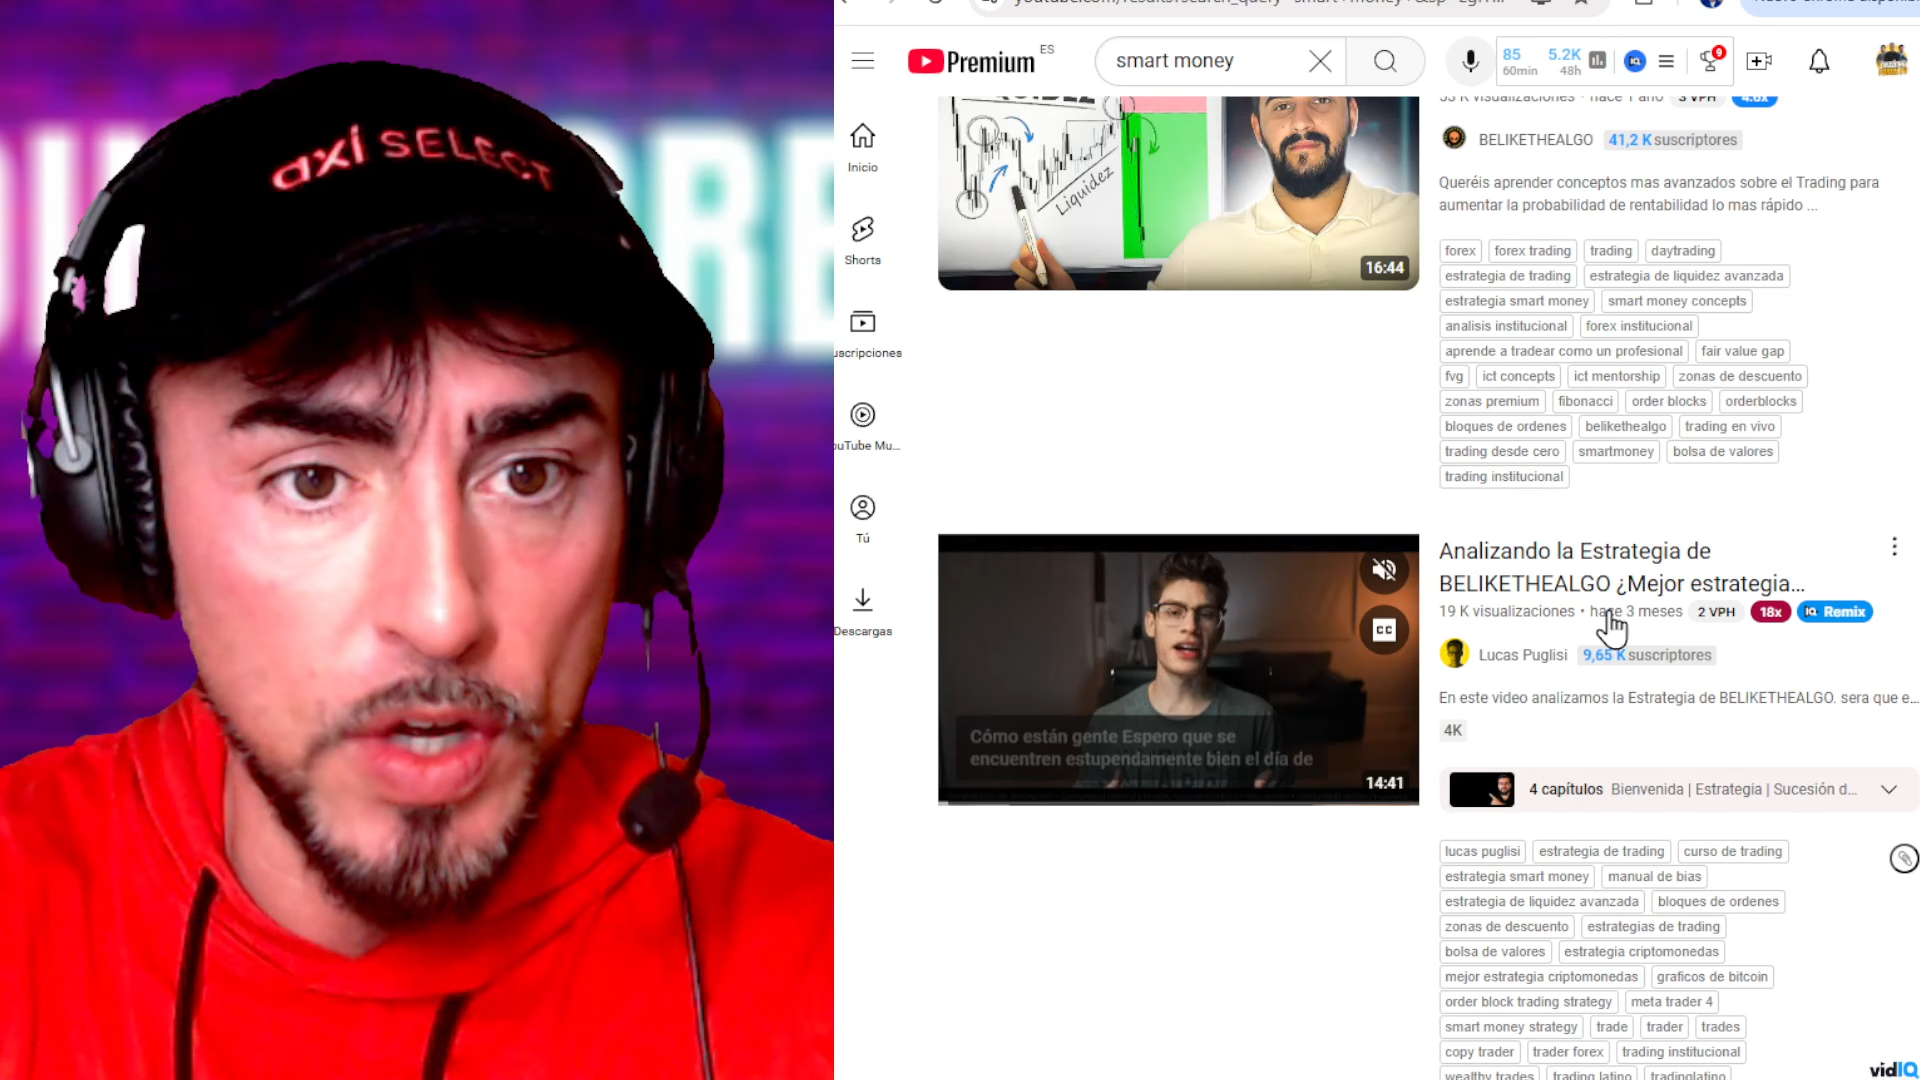 axi SELECT
Premium
ES
smart money
85
60min
5.2K
48h
9
Inicio
Shorts
Descargas
Tú
Liquidez
16:44
BELIKETHEALGO 41,2 K suscriptores
Queréis aprender conceptos mas avanzados sobre el Trading para
aumentar la probabilidad de rentabilidad lo mas rápido ...
forex forex trading trading daytrading
estrategia de trading estrategia de liquidez avanzada
estrategia smart money smart money concepts
analisis institucional forex institucional
aprende a tradear como un profesional fair value gap
fvg ict concepts ict mentorship zonas de descuento
zonas premium fibonacci order blocks orderblocks
bloques de ordenes belikethealgo trading en vivo
trading desde cero smartmoney bolsa de valores
trading institucional
Cómo están gente Espero que se
encuentren estupendamente bien el día de
CC
14:41
Analizando la Estrategia de
BELIKETHEALGO ¿Mejor estrategia...
19 K visualizaciones • hace 3 meses 2 VPH 18x IQ Remix
Lucas Puglisi 9,65 K suscriptores
En este video analizamos la Estrategia de BELIKETHEALGO. sera que e...
4K
4 capítulos Bienvenida | Estrategia | Sucesión d...
lucas puglisi estrategia de trading curso de trading
estrategia smart money manual de bias
estrategia de liquidez avanzada bloques de ordenes
zonas de descuento estrategias de trading
bolsa de valores estrategia criptomonedas
mejor estrategia criptomonedas graficos de bitcoin
order block trading strategy meta trader 4
smart money strategy trade trader trades
copy trader trader forex trading institucional
wealthy trades trading latino tradinglatino
vidIQ